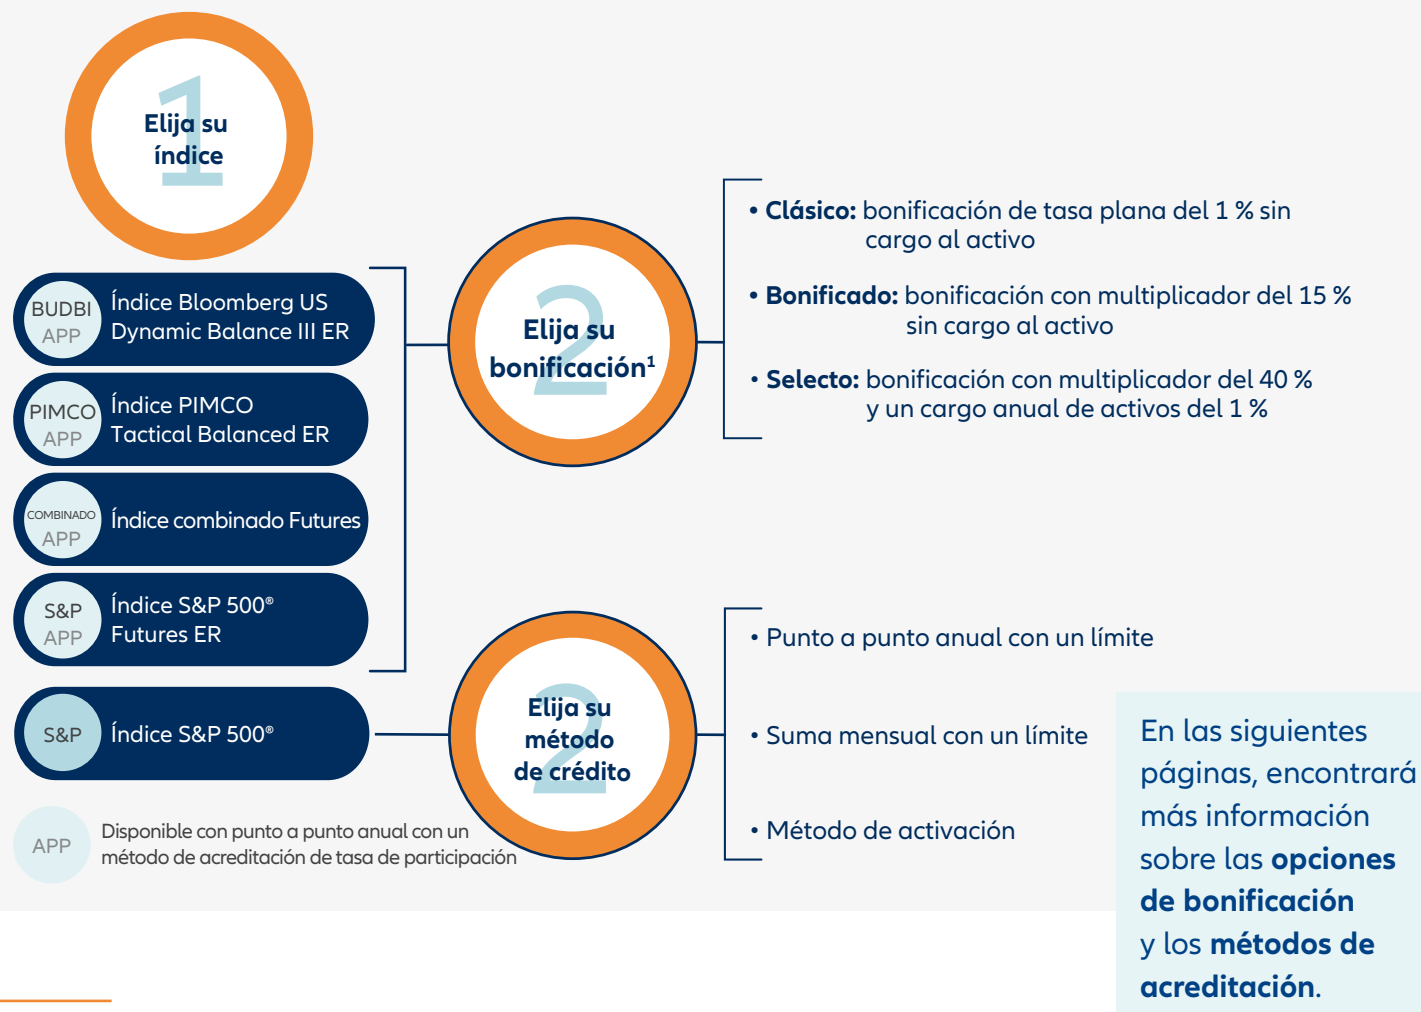 1
Elija su
índice
BUDBI
APP
Índice Bloomberg US
Dynamic Balance III ER
PIMCO
APP
Índice PIMCO
Tactical Balanced ER
COMBINADO
APP
Índice combinado Futures
S&P
APP
Índice S&P 500®
Futures ER
S&P
Índice S&P 500®
APP
Disponible con punto a punto anual con un
método de acreditación de tasa de participación
2
Elija su
bonificación¹
• Clásico: bonificación de tasa plana del 1 % sin
cargo al activo
• Bonificado: bonificación con multiplicador del 15 %
sin cargo al activo
• Selecto: bonificación con multiplicador del 40 %
y un cargo anual de activos del 1 %
2
Elija su
método
de crédito
• Punto a punto anual con un límite
• Suma mensual con un límite
• Método de activación
En las siguientes
páginas, encontrará
más información
sobre las opciones
de bonificación
y los métodos de
acreditación.